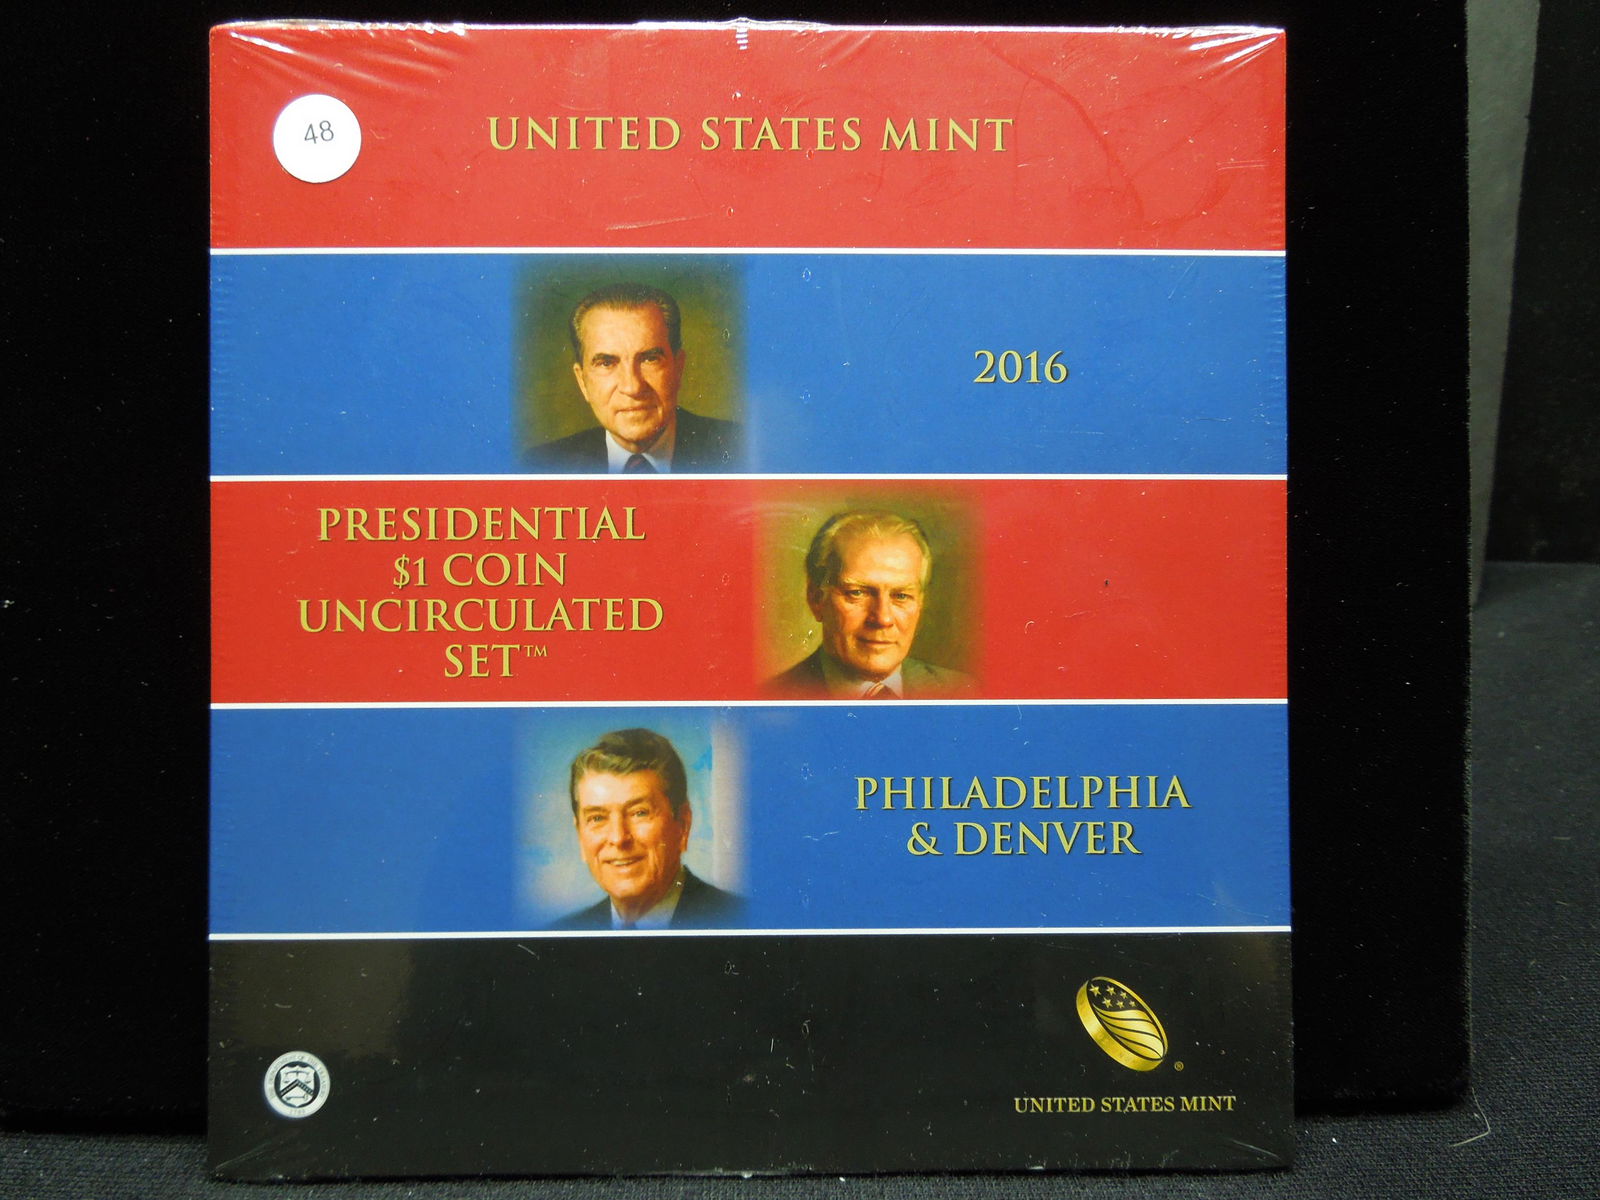 48
UNITED STATES MINT
2016
PRESIDENTIAL
$1 COIN
UNCIRCULATED
SET™
PHILADELPHIA
& DENVER
®
UNITED STATES MINT